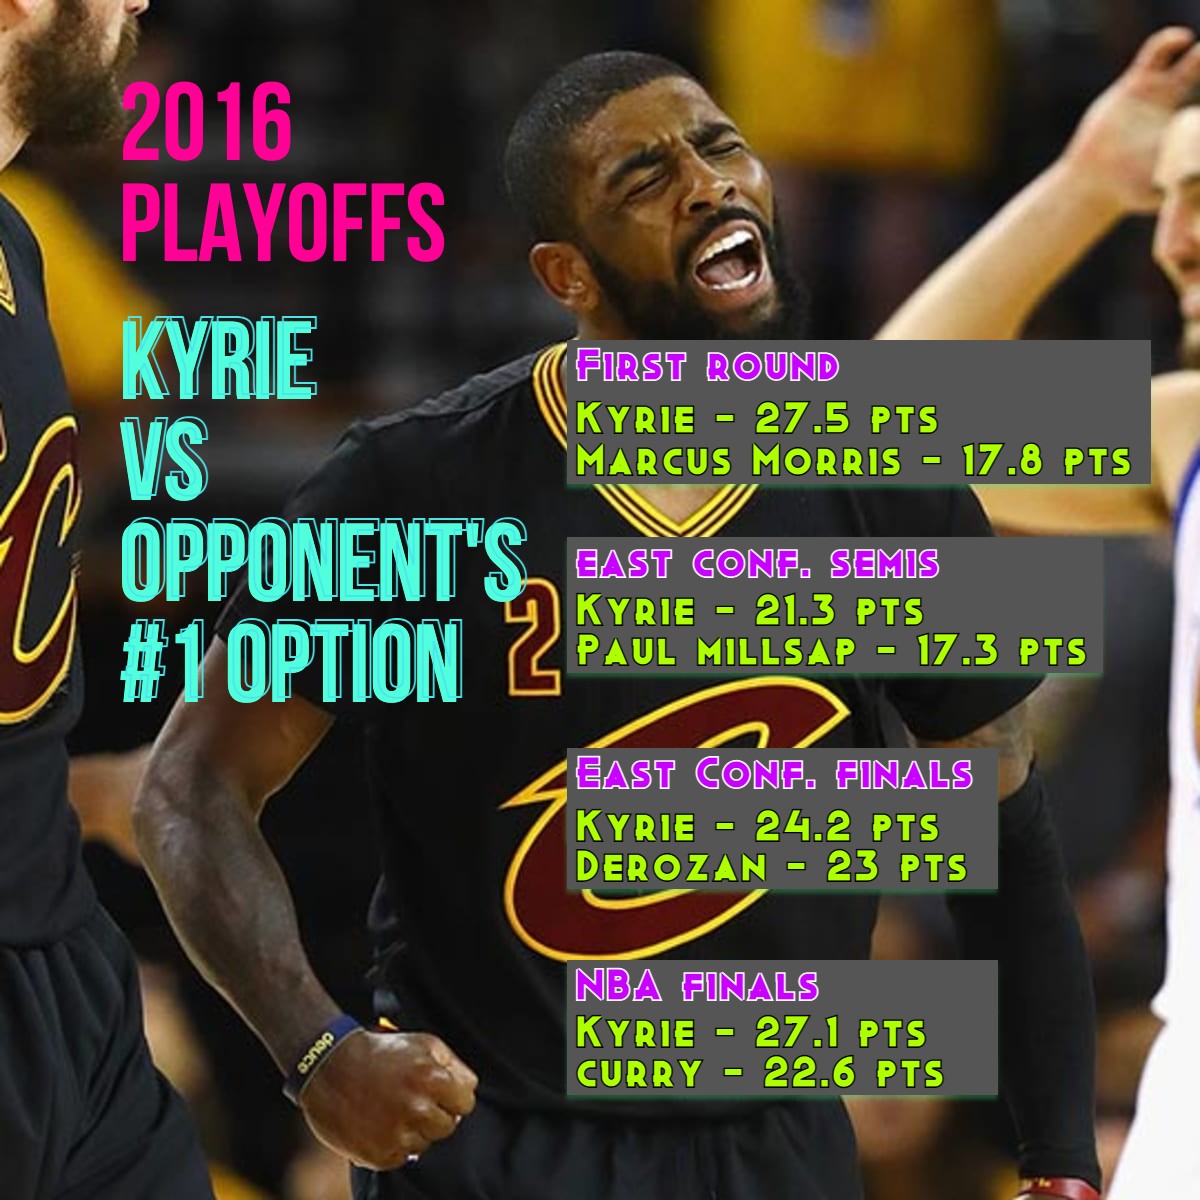 2016
PLAYOFFS
KYRIE
VS
OPPONENT'S
#1 OPTION
First round
Kyrie - 27.5 pts
Marcus Morris - 17.8 pts
east conf. semis
Kyrie - 21.3 pts
Paul millsap - 17.3 pts
East Conf. finals
Kyrie - 24.2 pts
Derozan - 23 pts
NBA finals
Kyrie - 27.1 pts
curry - 22.6 pts
2
C
deuce